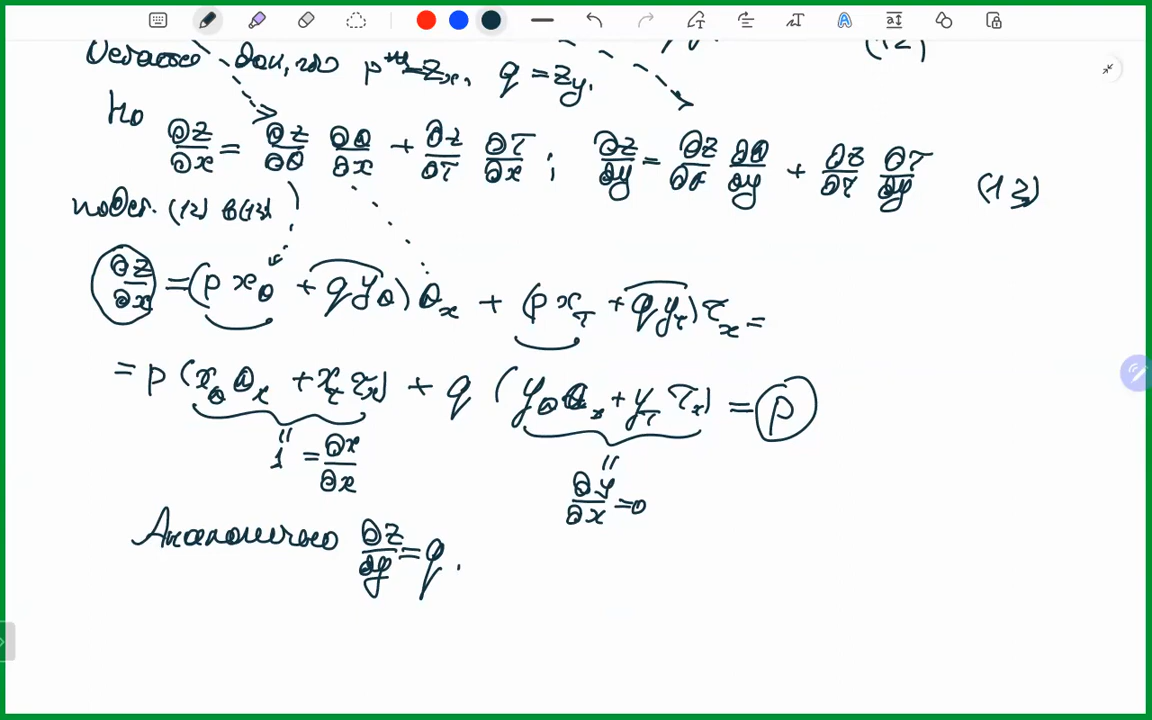 Осталось док, что p = z_x, q = z_y. (12)
Но ∂z/∂x = ∂z/∂θ ∂θ/∂x + ∂z/∂τ ∂τ/∂x ; ∂z/∂y = ∂z/∂θ ∂θ/∂y + ∂z/∂τ ∂τ/∂y (13)
подст. (12) в (13)
∂z/∂x = (p x_θ + q y_θ) θ_x + (p x_τ + q y_τ) τ_x =
= p (x_θ θ_x + x_τ τ_x) + q (y_θ θ_x + y_τ τ_x) = p
1 = ∂x/∂x
∂y/∂x = 0
Аналогично ∂z/∂y = q.